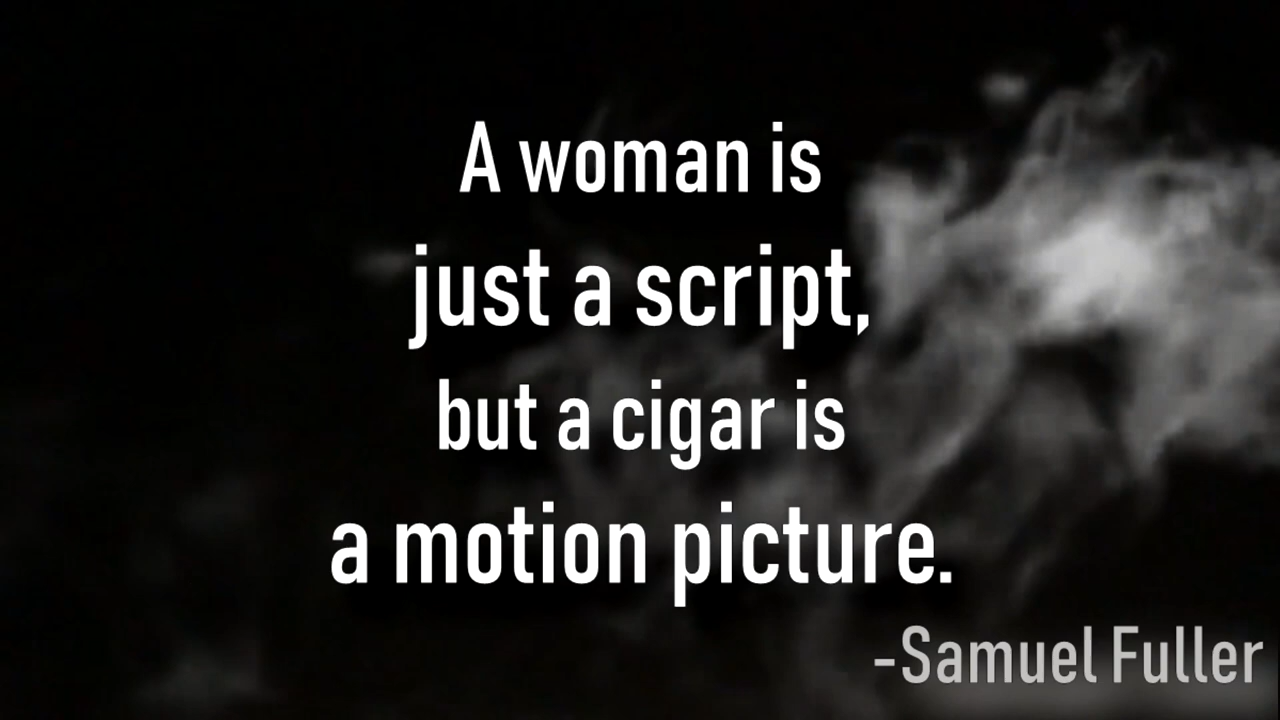 A woman is
just a script,
but a cigar is
a motion picture.
-Samuel Fuller